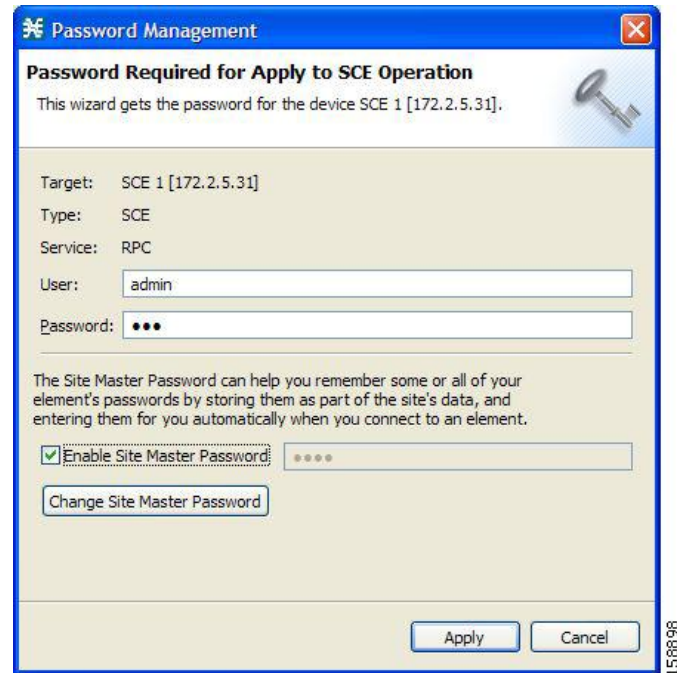 Password Management
Password Required for Apply to SCE Operation
This wizard gets the password for the device SCE 1 [172.2.5.31].
Target: SCE 1 [172.2.5.31]
Type: SCE
Service: RPC
User: admin
Password: •••
The Site Master Password can help you remember some or all of your
element's passwords by storing them as part of the site's data, and
entering them for you automatically when you connect to an element.
Enable Site Master Password ••••
Change Site Master Password
Apply Cancel
158898